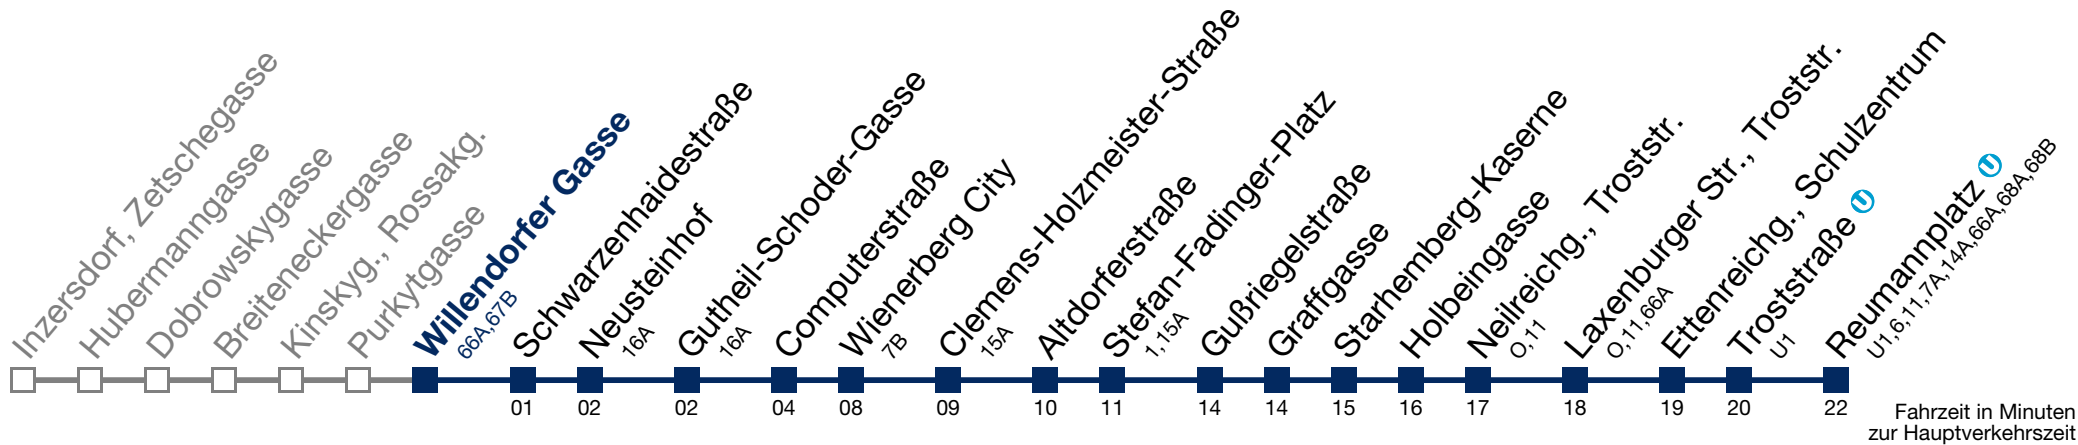 Inzersdorf, Zetschegasse
Hubermanngasse
Dobrowskygasse
Breiteneckergasse
Kinskyg., Rossakg.
Purkytgasse
Willendorfer Gasse
66A,67B
Schwarzenhaidestraße
Neusteinhof
16A
Gutheil-Schoder-Gasse
16A
Computerstraße
Wienerberg City
7B
Clemens-Holzmeister-Straße
15A
Altdorferstraße
Stefan-Fadinger-Platz
1,15A
Gußriegelstraße
Graffgasse
Starhemberg-Kaserne
Holbeingasse
Neilreichg., Troststr.
O,11
Laxenburger Str., Troststr.
O,11,66A
Ettenreichg., Schulzentrum
Troststraße U
U1
Reumannplatz U
U1,6,11,7A,14A,66A,68A,68B
01 02 02 04 08 09 10 11 14 14 15 16 17 18 19 20 22
Fahrzeit in Minuten
zur Hauptverkehrszeit